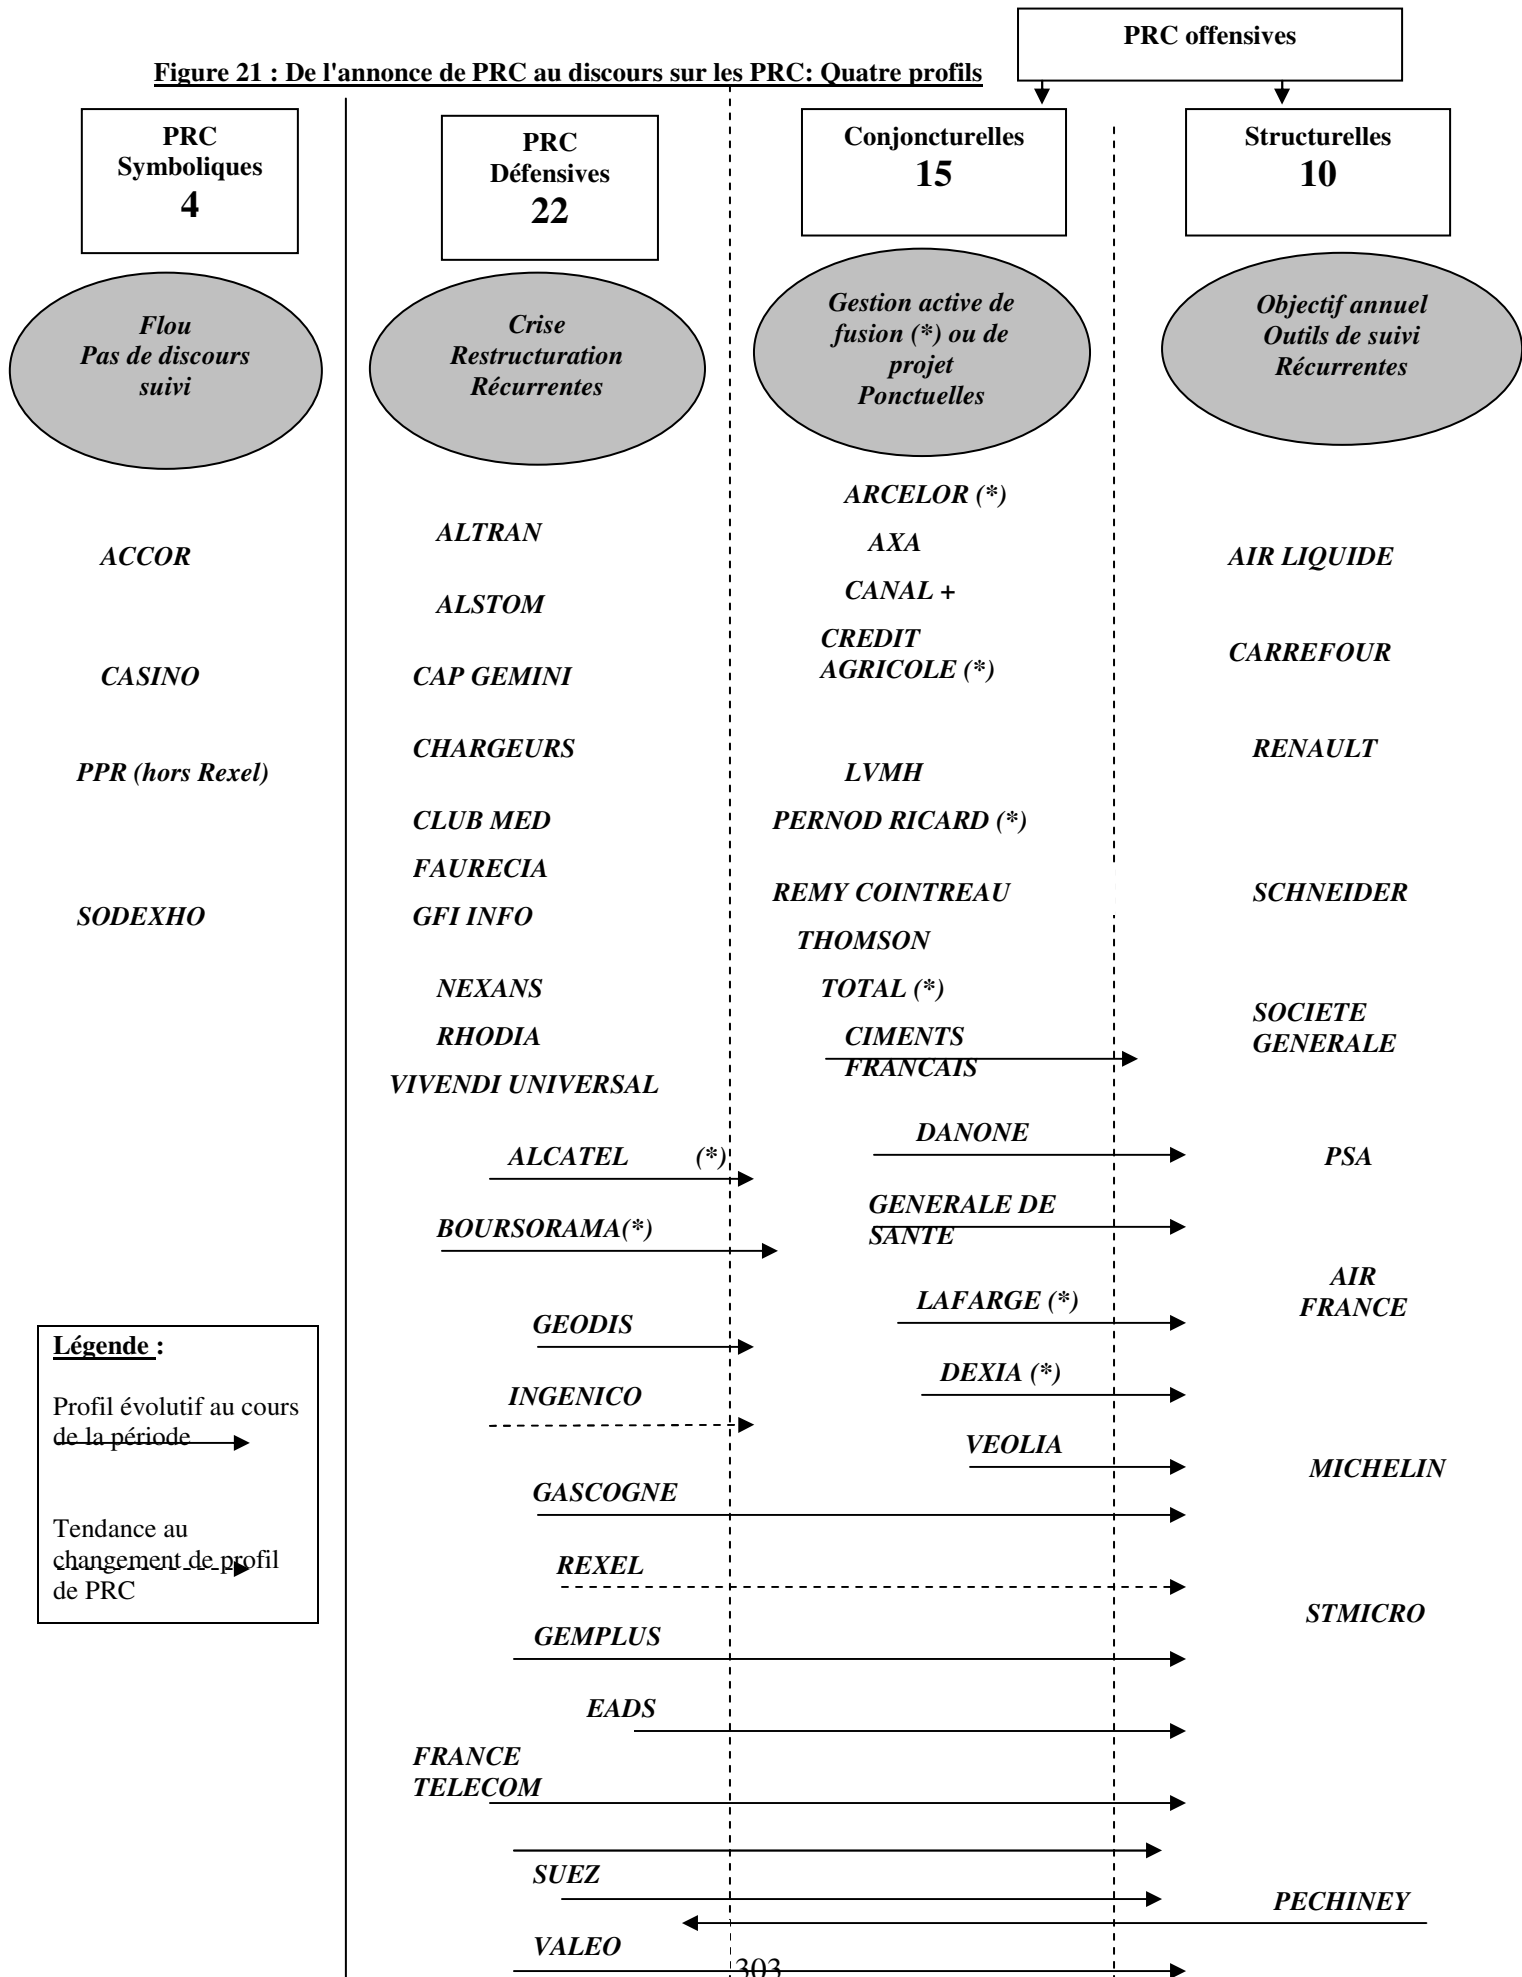 PRC offensives
Figure 21 : De l'annonce de PRC au discours sur les PRC: Quatre profils
PRC
Symboliques
4
PRC
Défensives
22
Conjoncturelles
15
Structurelles
10
Flou
Pas de discours
suivi
Crise
Restructuration
Récurrentes
Gestion active de
fusion (*) ou de
projet
Ponctuelles
Objectif annuel
Outils de suivi
Récurrentes
ACCOR
CASINO
PPR (hors Rexel)
SODEXHO
ALTRAN
ALSTOM
CAP GEMINI
CHARGEURS
CLUB MED
FAURECIA
GFI INFO
NEXANS
RHODIA
VIVENDI UNIVERSAL
ALCATEL (*)
BOURSORAMA(*)
GEODIS
INGENICO
GASCOGNE
REXEL
GEMPLUS
EADS
FRANCE
TELECOM
SUEZ
VALEO
ARCELOR (*)
AXA
CANAL +
CREDIT
AGRICOLE (*)
LVMH
PERNOD RICARD (*)
REMY COINTREAU
THOMSON
TOTAL (*)
CIMENTS
FRANCAIS
DANONE
GENERALE DE
SANTE
LAFARGE (*)
DEXIA (*)
VEOLIA
AIR LIQUIDE
CARREFOUR
RENAULT
SCHNEIDER
SOCIETE
GENERALE
PSA
AIR
FRANCE
MICHELIN
STMICRO
PECHINEY
Légende :
Profil évolutif au cours
de la période
Tendance au
changement de profil
de PRC
303